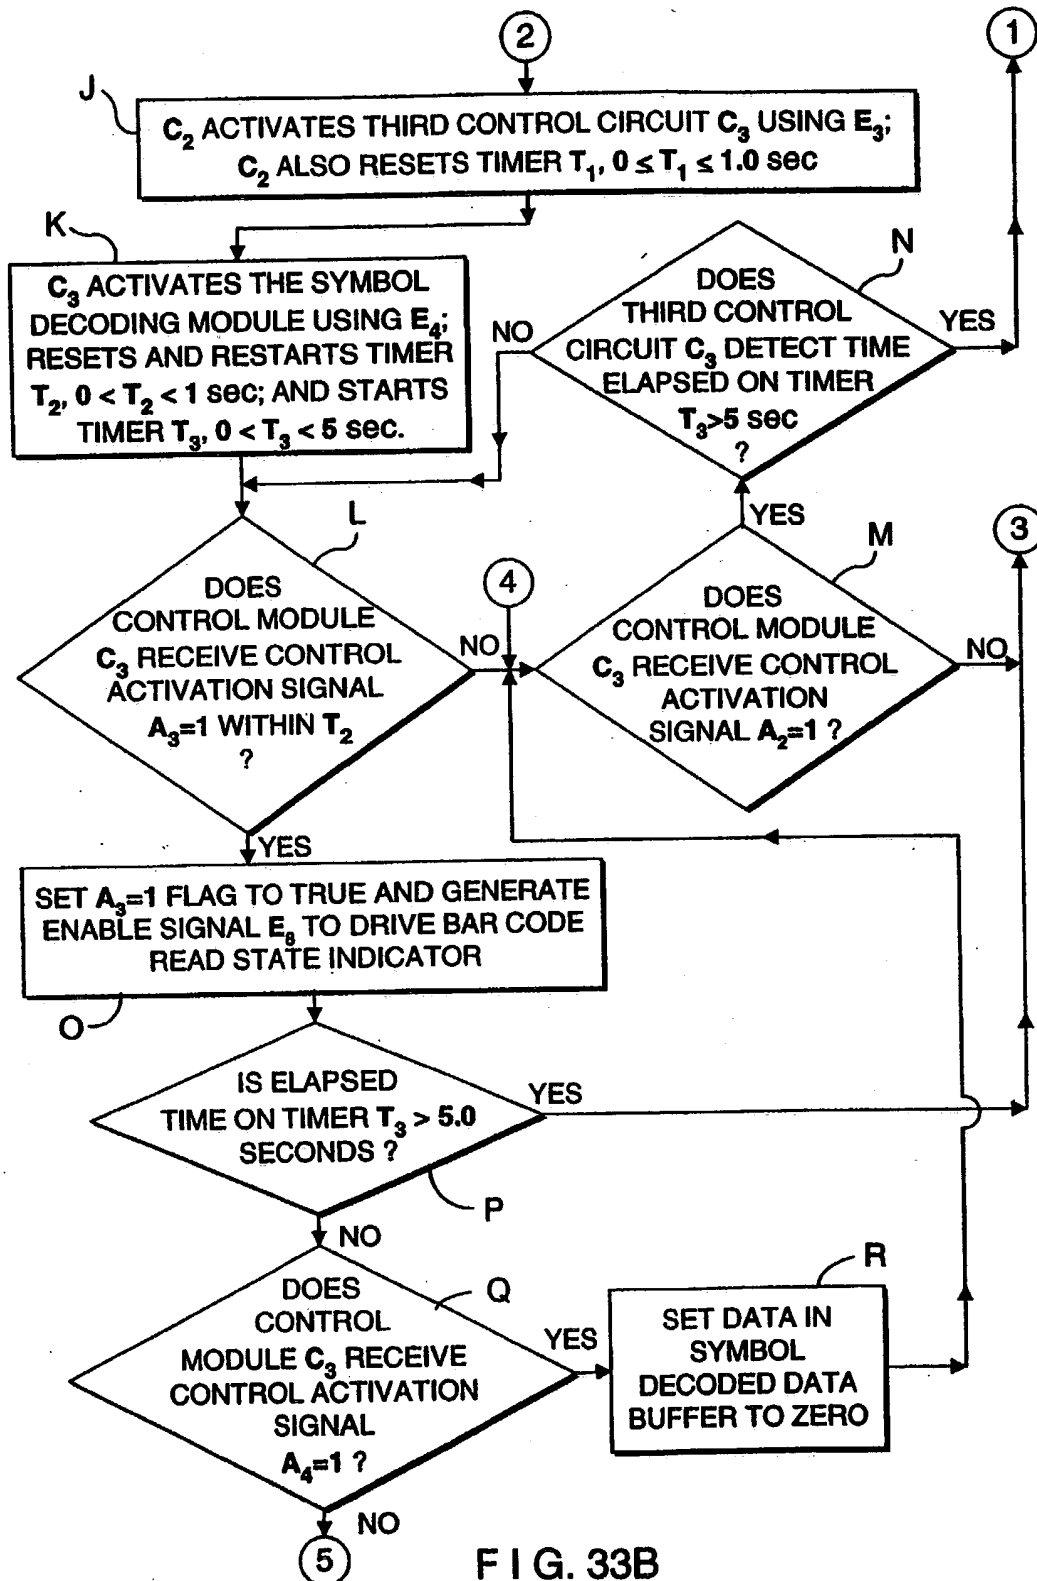 2
1
J
C₂ ACTIVATES THIRD CONTROL CIRCUIT C₃ USING E₃;
C₂ ALSO RESETS TIMER T₁, 0 ≤ T₁ ≤ 1.0 sec
K
C₃ ACTIVATES THE SYMBOL
DECODING MODULE USING E₄;
RESETS AND RESTARTS TIMER
T₂, 0 < T₂ < 1 sec; AND STARTS
TIMER T₃, 0 < T₃ < 5 sec.
N
DOES
THIRD CONTROL
CIRCUIT C₃ DETECT TIME
ELAPSED ON TIMER
T₃>5 sec
?
NO
YES
YES
L
DOES
CONTROL MODULE
C₃ RECEIVE CONTROL
ACTIVATION SIGNAL
A₃=1 WITHIN T₂
?
NO
4
M
DOES
CONTROL MODULE
C₃ RECEIVE CONTROL
ACTIVATION
SIGNAL A₂=1 ?
NO
3
YES
SET A₃=1 FLAG TO TRUE AND GENERATE
ENABLE SIGNAL E₈ TO DRIVE BAR CODE
READ STATE INDICATOR
O
IS ELAPSED
TIME ON TIMER T₃ > 5.0
SECONDS ?
YES
P
NO
Q
DOES
CONTROL
MODULE C₃ RECEIVE
CONTROL ACTIVATION
SIGNAL
A₄=1 ?
YES
R
SET DATA IN
SYMBOL
DECODED DATA
BUFFER TO ZERO
NO
5
FIG. 33B